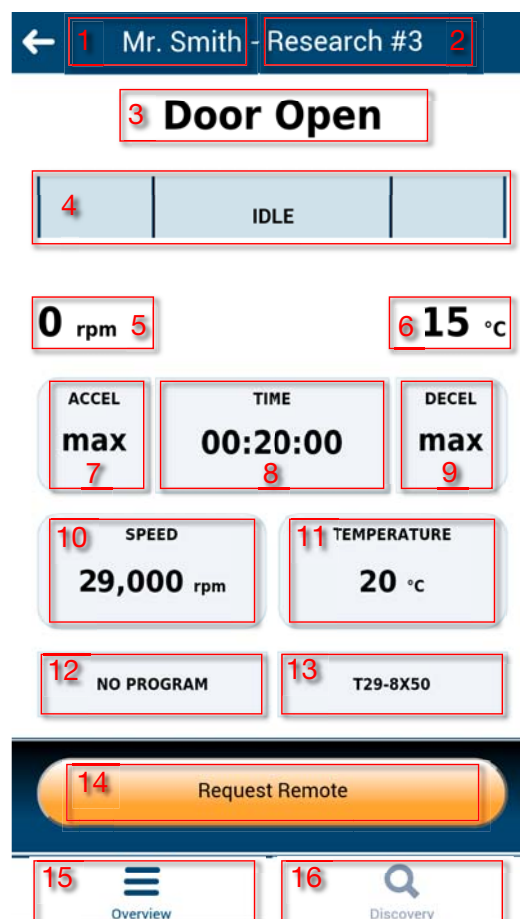 1 Mr. Smith - Research #3 2
3 Door Open
4 IDLE
0 rpm 5 6 15 °C
ACCEL TIME DECEL
max 00:20:00 max
7 8 9
10 SPEED 11 TEMPERATURE
29,000 rpm 20 °C
12 NO PROGRAM 13 T29-8X50
14 Request Remote
15 16
Overview Discovery